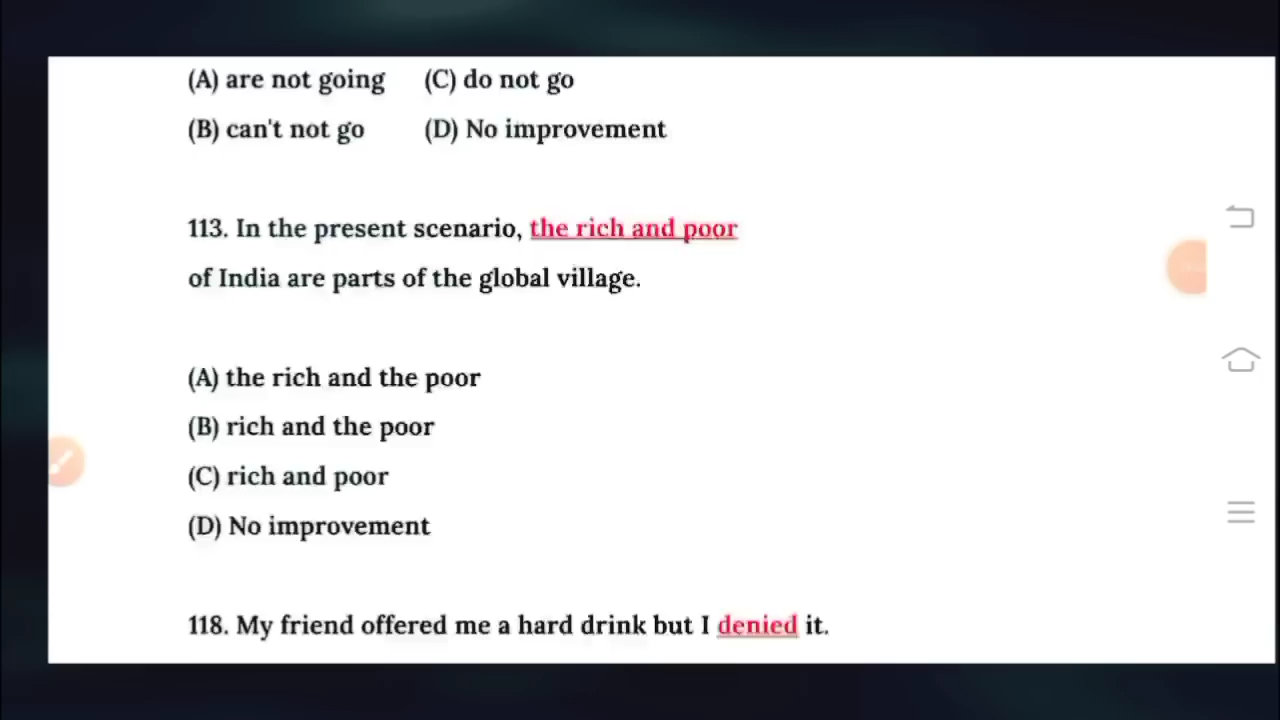 (A) are not going (C) do not go
(B) can't not go (D) No improvement
113. In the present scenario, the rich and poor
of India are parts of the global village.
(A) the rich and the poor
(B) rich and the poor
(C) rich and poor
(D) No improvement
118. My friend offered me a hard drink but I denied it.